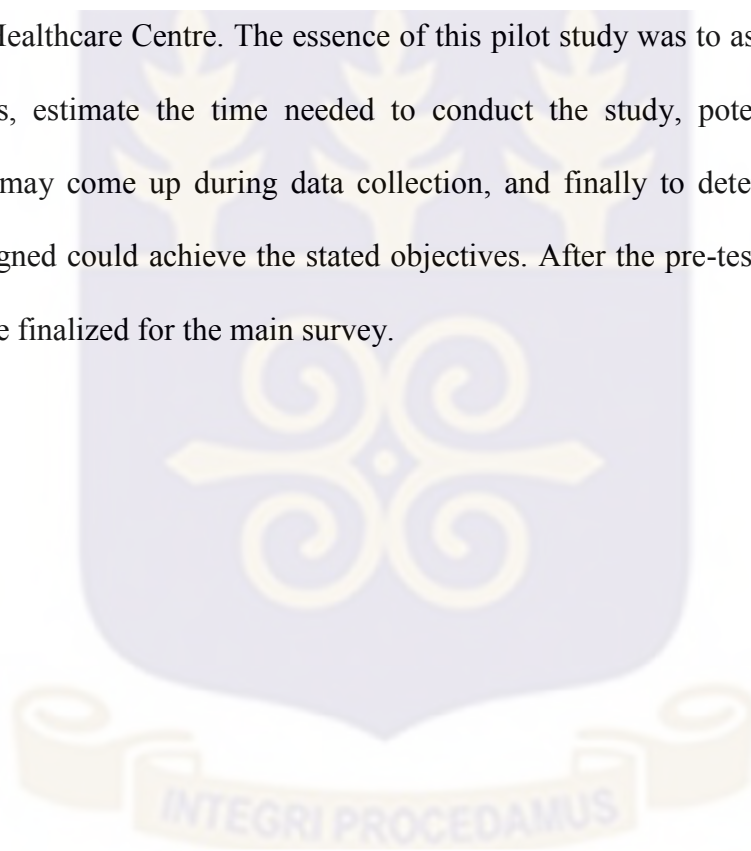 Healthcare Centre. The essence of this pilot study was to as
s, estimate the time needed to conduct the study, pote
may come up during data collection, and finally to dete
gned could achieve the stated objectives. After the pre-tes
e finalized for the main survey.
INTEGRI PROCEDAMUS